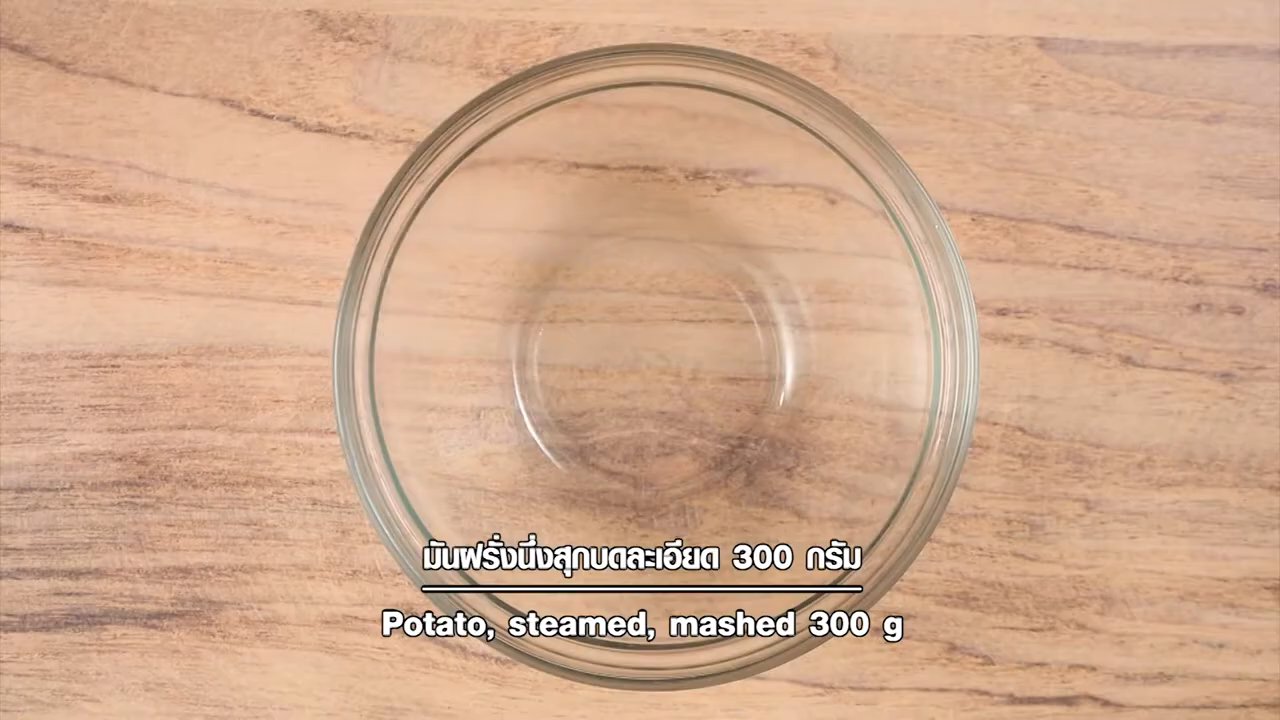 มันฝรั่งนึ่งสุกบดละเอียด 300 กรัม
Potato, steamed, mashed 300 g